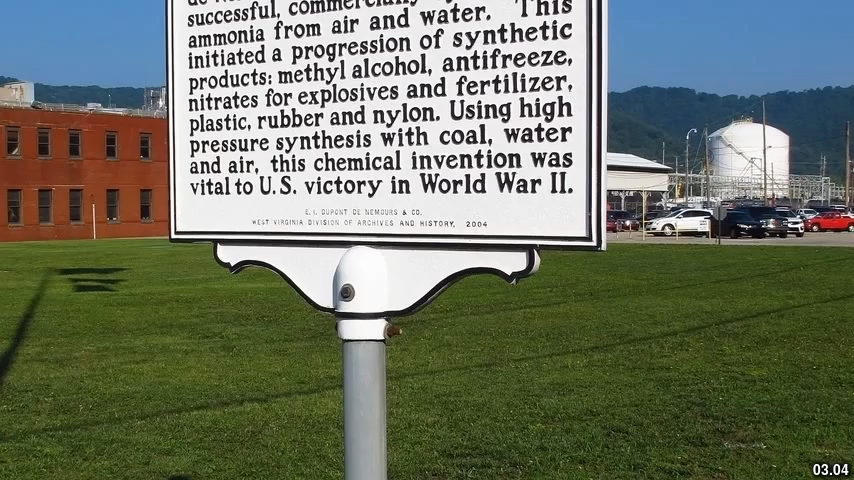 successful, commercially
ammonia from air and water. This
initiated a progression of synthetic
products: methyl alcohol, antifreeze,
nitrates for explosives and fertilizer,
plastic, rubber and nylon. Using high
pressure synthesis with coal, water
and air, this chemical invention was
vital to U.S. victory in World War II.
E. I. DUPONT DE NEMOURS & CO.
WEST VIRGINIA DIVISION OF ARCHIVES AND HISTORY, 2004
03.04